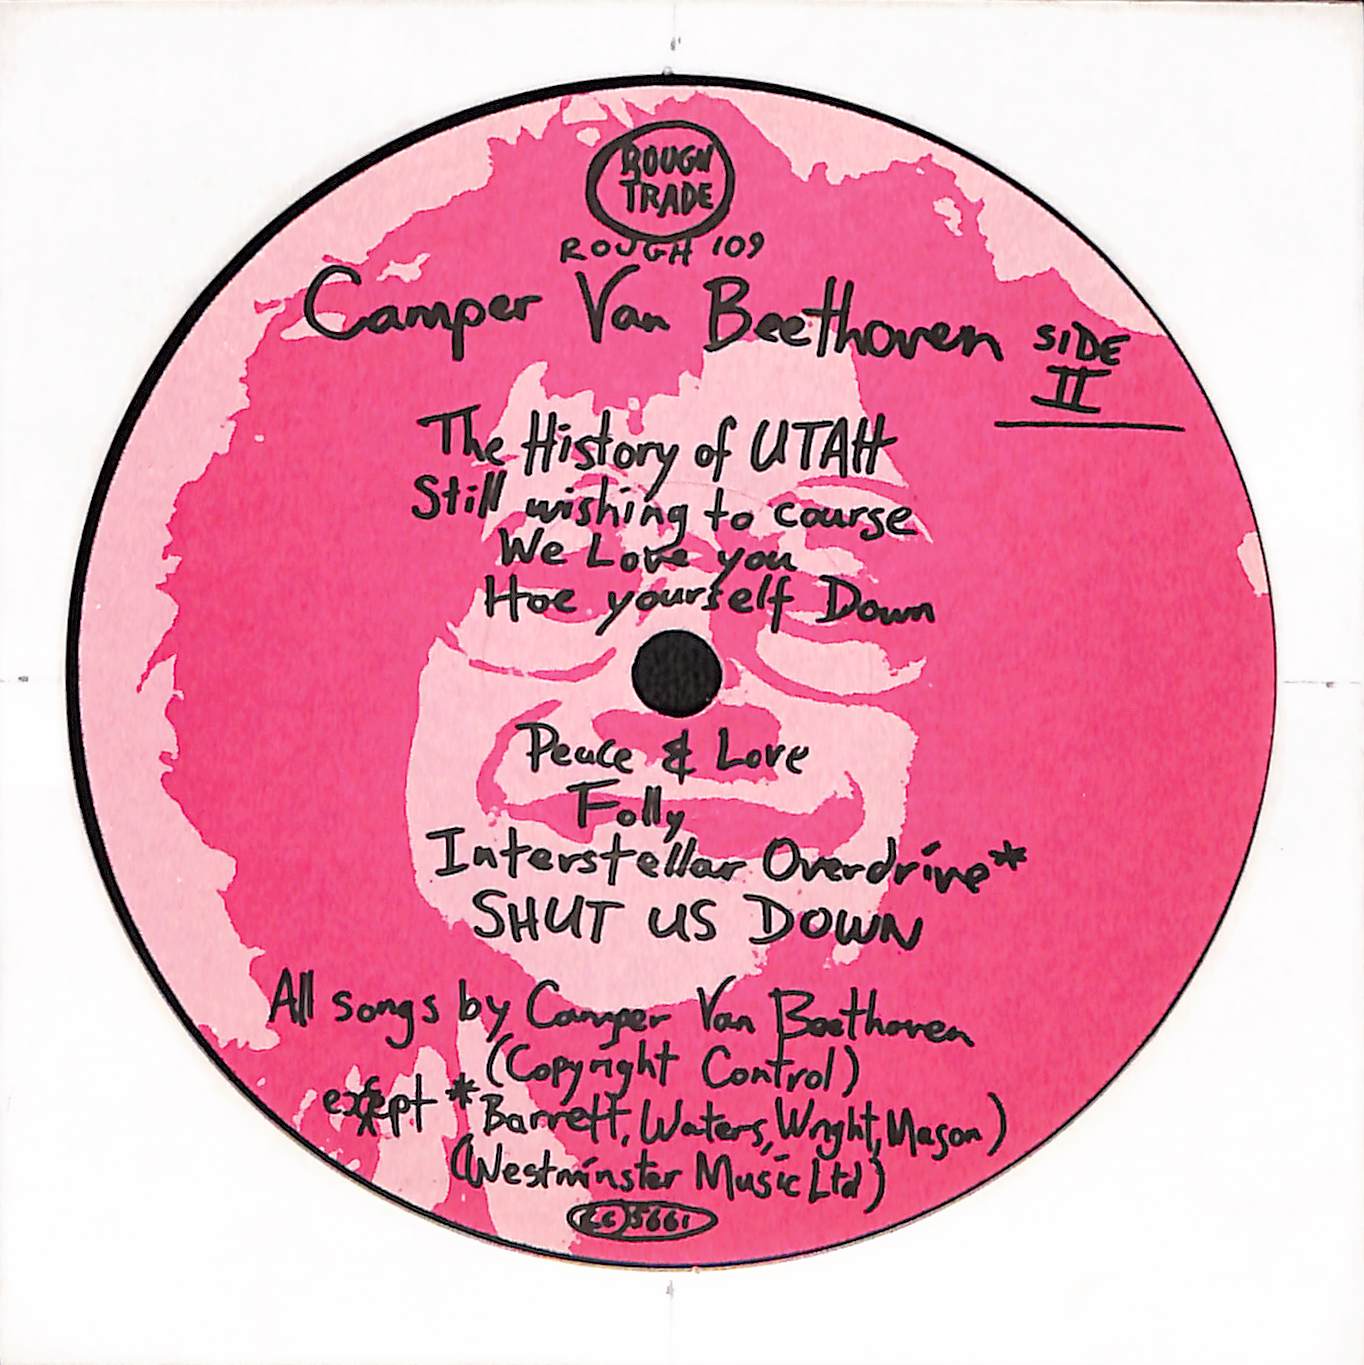 ROUGH
TRADE
ROUGH 109
Camper Van Beethoven
SIDE
II
The History of UTAH
Still wishing to course
We Love you
Hoe yourself Down
Peace & Love
Folly
Interstellar Overdrive*
SHUT US DOWN
All songs by Camper Van Beethoven
(Copyright Control)
except *Barrett, Waters, Wright, Mason)
(Westminster Music Ltd)
LC 5661